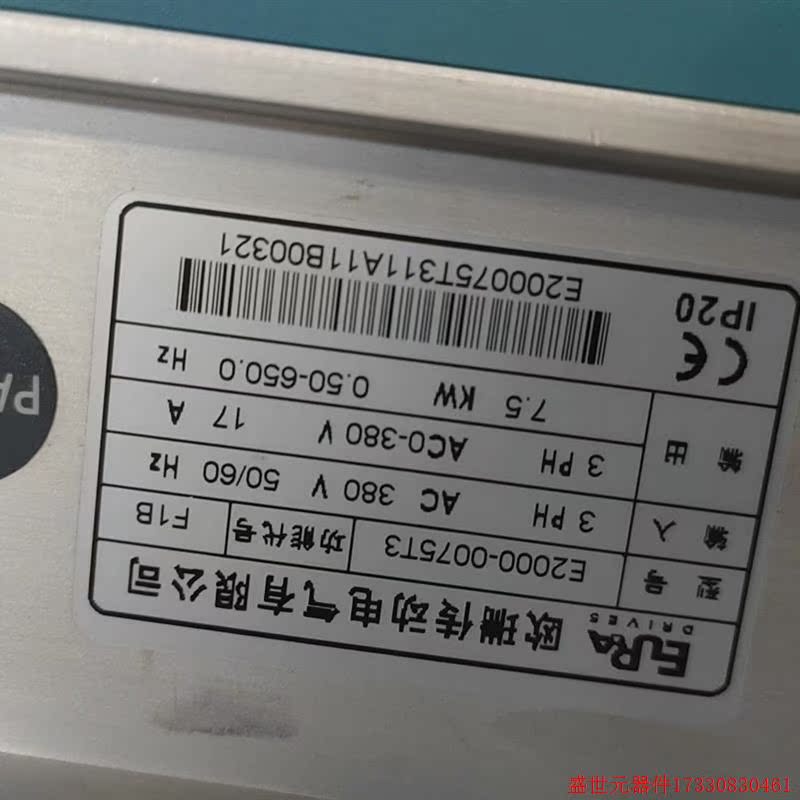 EURA DRIVES 欧瑞传动电气有限公司
型号 E2000-0075T3 功能代号 F1B
输入 3 PH AC 380 V 50/60 Hz
输出 3 PH AC0-380 V 17 A
7.5 KW 0.50-650.0 Hz
CE IP20
E200075T311A11B00321
PA
盛世元器件17330830461